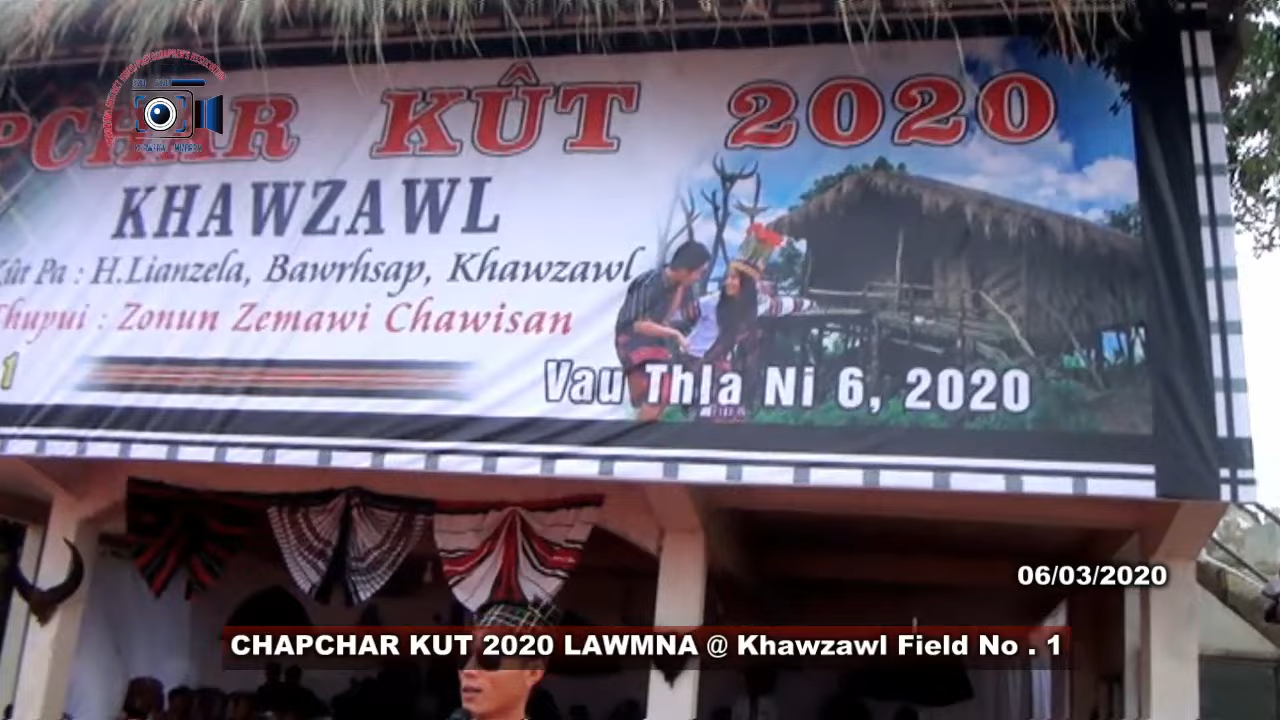 PCHAR KÛT 2020
KHAWZAWL
Kût Pa : H.Lianzela, Bawrhsap, Khawzawl
Thupui : Zonun Zemawi Chawisan
1
Vau Thla Ni 6, 2020
06/03/2020
CHAPCHAR KUT 2020 LAWMNA @ Khawzawl Field No . 1